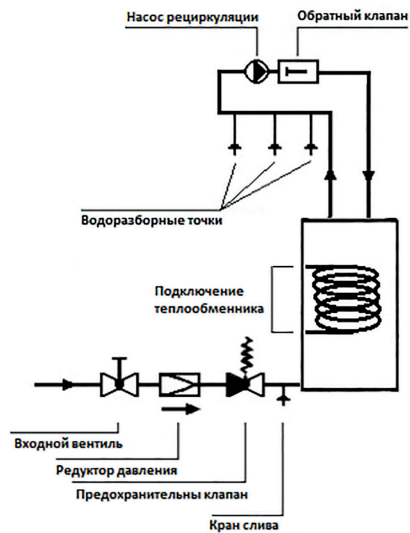 Насос рециркуляции
Обратный клапан
Водоразборные точки
Подключение
теплообменника
Входной вентиль
Редуктор давления
Предохранительны клапан
Кран слива